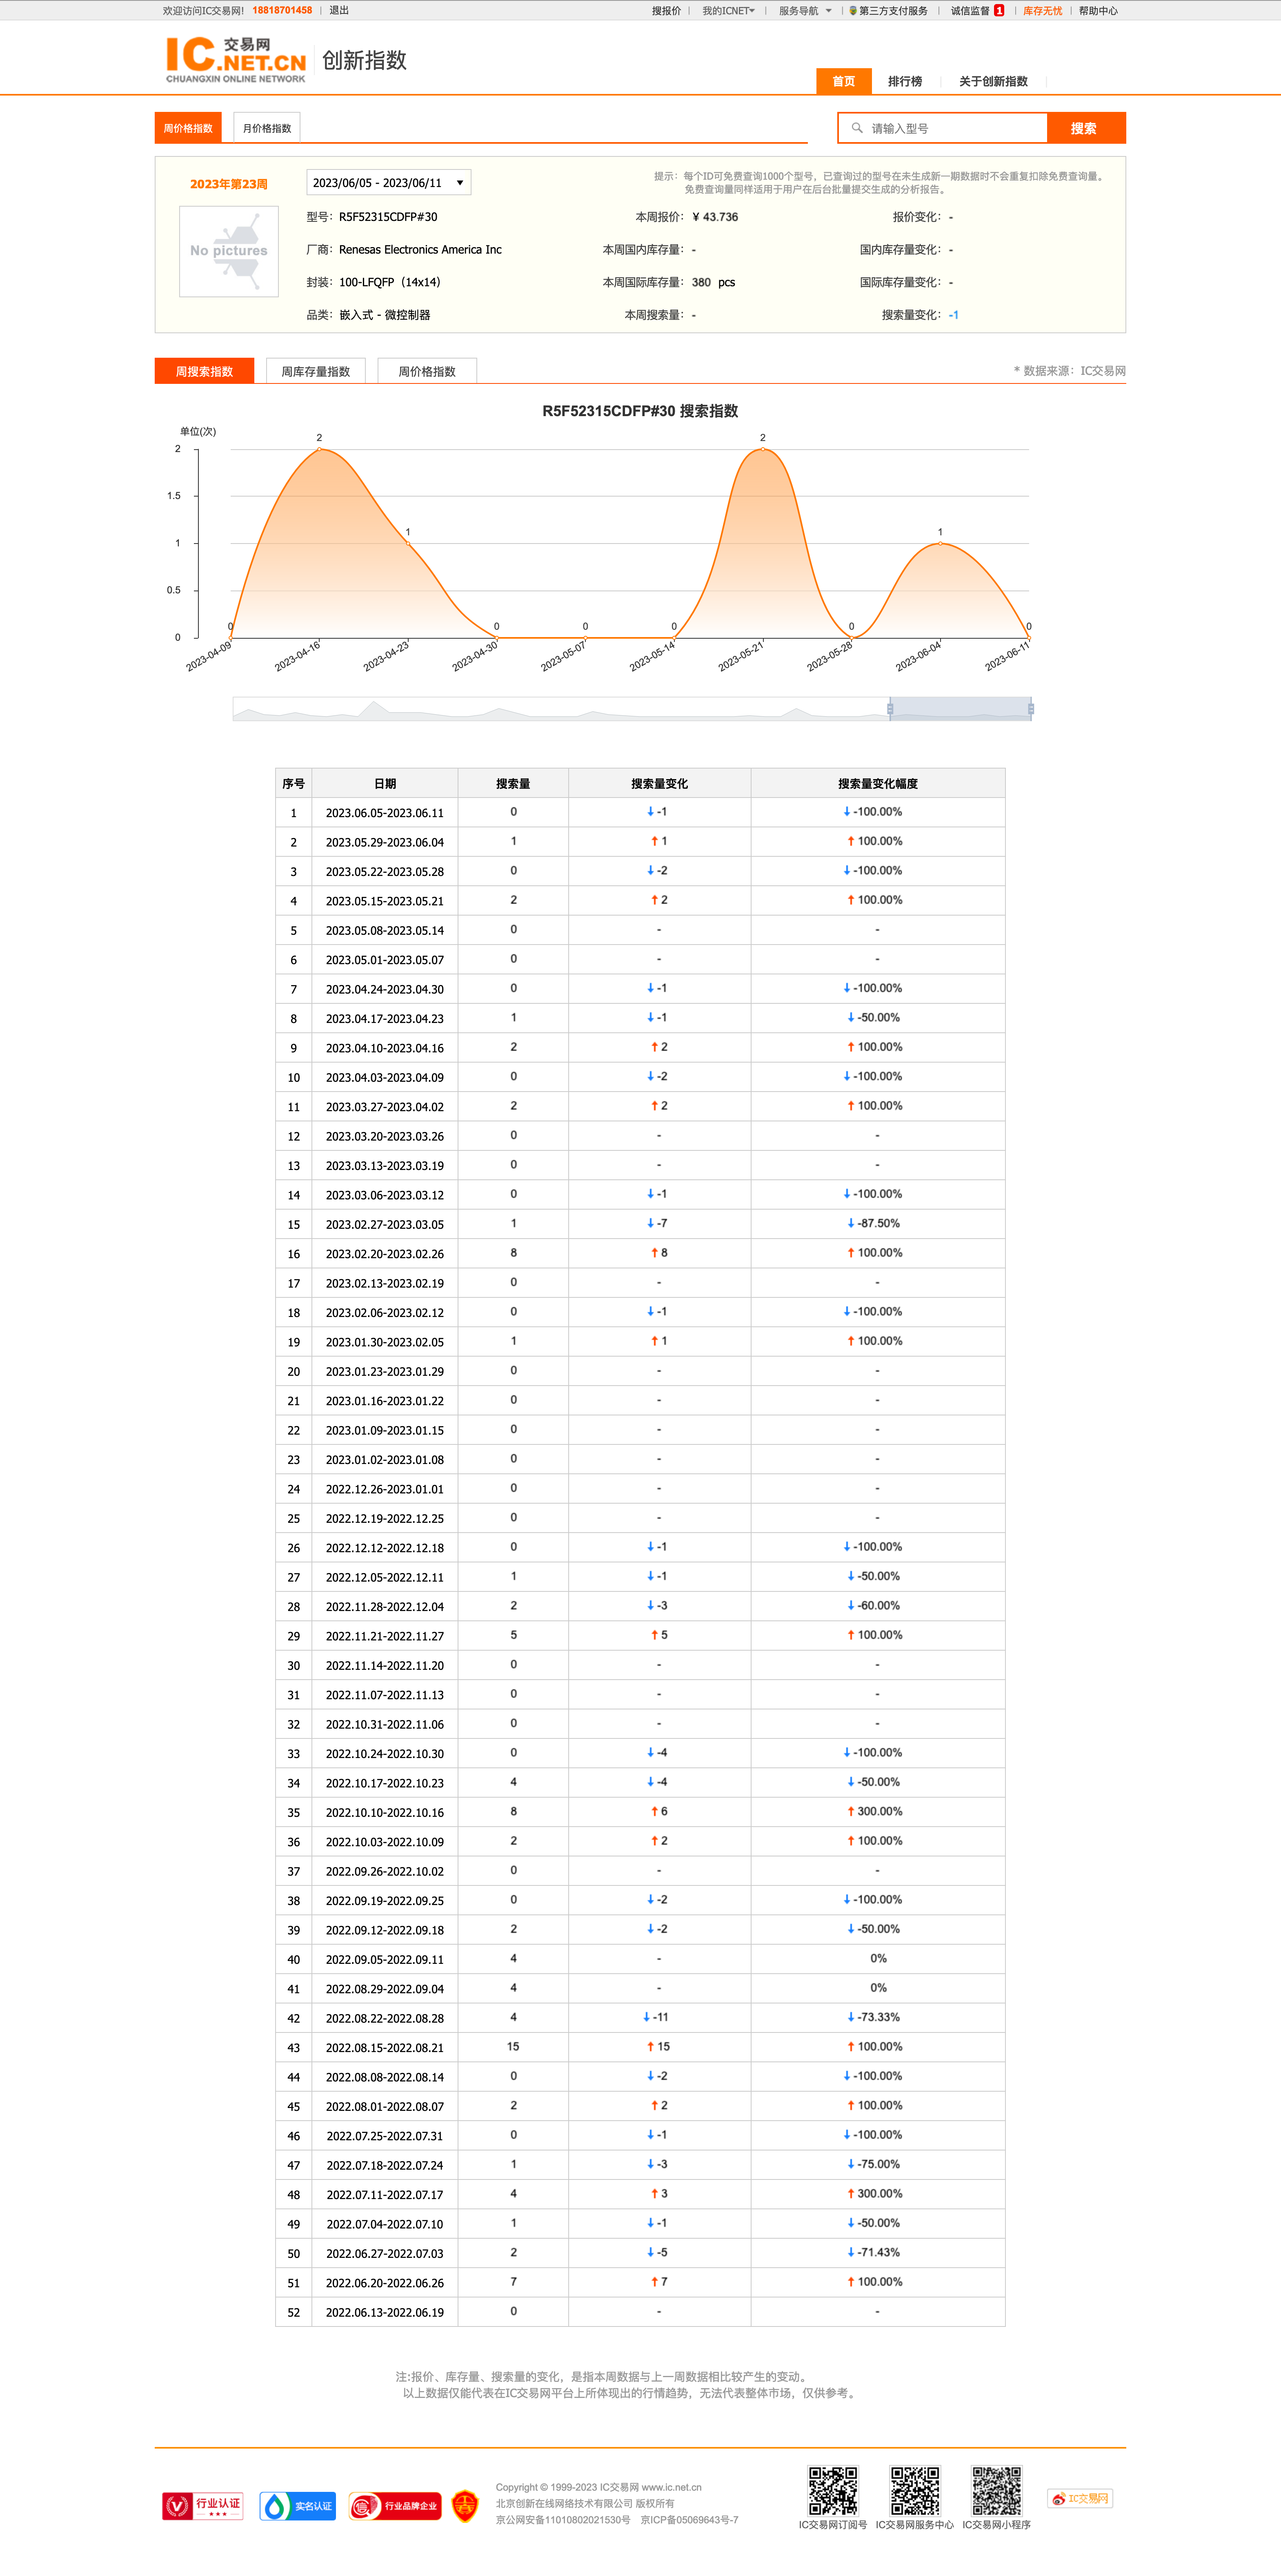 欢迎访问IC交易网! 18818701458 | 退出 搜报价 | 我的ICNET | 服务导航 | 第三方支付服务 | 诚信监督 1 | 库存无忧 | 帮助中心
IC 交易网 .NET.CN
CHUANGXIN ONLINE NETWORK
创新指数
首页 排行榜 关于创新指数
周价格指数 月价格指数 请输入型号 搜索
2023年第23周 2023/06/05 - 2023/06/11
提示：每个ID可免费查询1000个型号，已查询过的型号在未生成新一期数据时不会重复扣除免费查询量。
免费查询量同样适用于用户在后台批量提交生成的分析报告。
No pictures
型号：R5F52315CDFP#30 本周报价：¥ 43.736 报价变化：-
厂商：Renesas Electronics America Inc 本周国内库存量：- 国内库存量变化：-
封装：100-LFQFP（14x14） 本周国际库存量：380 pcs 国际库存量变化：-
品类：嵌入式 - 微控制器 本周搜索量：- 搜索量变化：-1
周搜索指数 周库存量指数 周价格指数 * 数据来源：IC交易网
R5F52315CDFP#30 搜索指数
单位(次)
2
1.5
1
0.5
0
0 2 1 0 0 0 2 0 1 0
2023-04-09 2023-04-16 2023-04-23 2023-04-30 2023-05-07 2023-05-14 2023-05-21 2023-05-28 2023-06-04 2023-06-11
序号 日期 搜索量 搜索量变化 搜索量变化幅度
1 2023.06.05-2023.06.11 0 ↓-1 ↓-100.00%
2 2023.05.29-2023.06.04 1 ↑1 ↑100.00%
3 2023.05.22-2023.05.28 0 ↓-2 ↓-100.00%
4 2023.05.15-2023.05.21 2 ↑2 ↑100.00%
5 2023.05.08-2023.05.14 0 - -
6 2023.05.01-2023.05.07 0 - -
7 2023.04.24-2023.04.30 0 ↓-1 ↓-100.00%
8 2023.04.17-2023.04.23 1 ↓-1 ↓-50.00%
9 2023.04.10-2023.04.16 2 ↑2 ↑100.00%
10 2023.04.03-2023.04.09 0 ↓-2 ↓-100.00%
11 2023.03.27-2023.04.02 2 ↑2 ↑100.00%
12 2023.03.20-2023.03.26 0 - -
13 2023.03.13-2023.03.19 0 - -
14 2023.03.06-2023.03.12 0 ↓-1 ↓-100.00%
15 2023.02.27-2023.03.05 1 ↓-7 ↓-87.50%
16 2023.02.20-2023.02.26 8 ↑8 ↑100.00%
17 2023.02.13-2023.02.19 0 - -
18 2023.02.06-2023.02.12 0 ↓-1 ↓-100.00%
19 2023.01.30-2023.02.05 1 ↑1 ↑100.00%
20 2023.01.23-2023.01.29 0 - -
21 2023.01.16-2023.01.22 0 - -
22 2023.01.09-2023.01.15 0 - -
23 2023.01.02-2023.01.08 0 - -
24 2022.12.26-2023.01.01 0 - -
25 2022.12.19-2022.12.25 0 - -
26 2022.12.12-2022.12.18 0 ↓-1 ↓-100.00%
27 2022.12.05-2022.12.11 1 ↓-1 ↓-50.00%
28 2022.11.28-2022.12.04 2 ↓-3 ↓-60.00%
29 2022.11.21-2022.11.27 5 ↑5 ↑100.00%
30 2022.11.14-2022.11.20 0 - -
31 2022.11.07-2022.11.13 0 - -
32 2022.10.31-2022.11.06 0 - -
33 2022.10.24-2022.10.30 0 ↓-4 ↓-100.00%
34 2022.10.17-2022.10.23 4 ↓-4 ↓-50.00%
35 2022.10.10-2022.10.16 8 ↑6 ↑300.00%
36 2022.10.03-2022.10.09 2 ↑2 ↑100.00%
37 2022.09.26-2022.10.02 0 - -
38 2022.09.19-2022.09.25 0 ↓-2 ↓-100.00%
39 2022.09.12-2022.09.18 2 ↓-2 ↓-50.00%
40 2022.09.05-2022.09.11 4 - 0%
41 2022.08.29-2022.09.04 4 - 0%
42 2022.08.22-2022.08.28 4 ↓-11 ↓-73.33%
43 2022.08.15-2022.08.21 15 ↑15 ↑100.00%
44 2022.08.08-2022.08.14 0 ↓-2 ↓-100.00%
45 2022.08.01-2022.08.07 2 ↑2 ↑100.00%
46 2022.07.25-2022.07.31 0 ↓-1 ↓-100.00%
47 2022.07.18-2022.07.24 1 ↓-3 ↓-75.00%
48 2022.07.11-2022.07.17 4 ↑3 ↑300.00%
49 2022.07.04-2022.07.10 1 ↓-1 ↓-50.00%
50 2022.06.27-2022.07.03 2 ↓-5 ↓-71.43%
51 2022.06.20-2022.06.26 7 ↑7 ↑100.00%
52 2022.06.13-2022.06.19 0 - -
注:报价、库存量、搜索量的变化，是指本周数据与上一周数据相比较产生的变动。
以上数据仅能代表在IC交易网平台上所体现出的行情趋势，无法代表整体市场，仅供参考。
行业认证 实名认证 信 行业品牌企业
Copyright © 1999-2023 IC交易网 www.ic.net.cn
北京创新在线网络技术有限公司 版权所有
京公网安备11010802021530号 京ICP备05069643号-7
IC交易网订阅号 IC交易网服务中心 IC交易网小程序
IC交易网